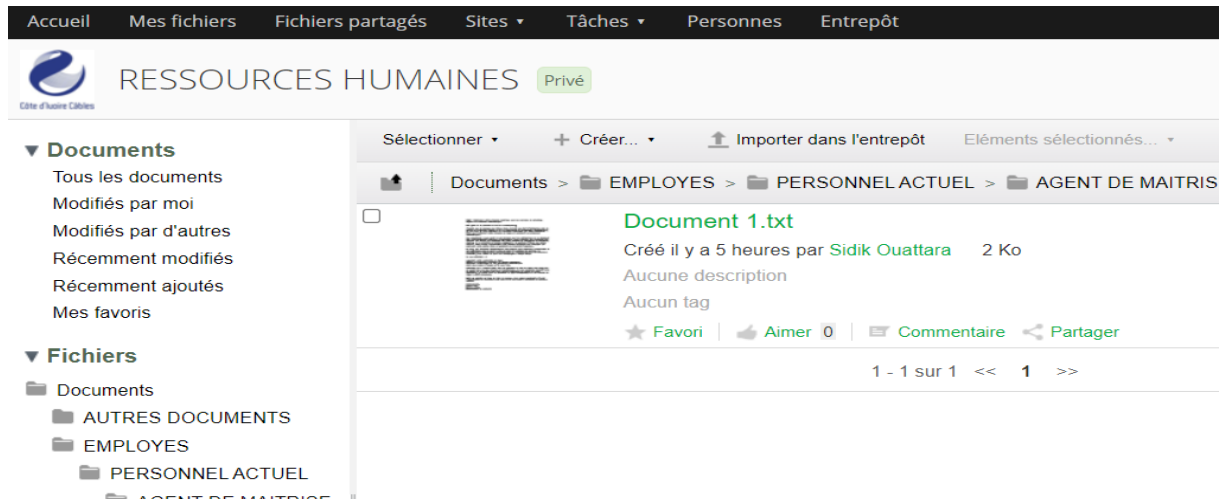 Accueil Mes fichiers Fichiers partagés Sites ▾ Tâches ▾ Personnes Entrepôt
Côte d'Ivoire Câbles
RESSOURCES HUMAINES Privé
Sélectionner ▾ + Créer... ▾ Importer dans l'entrepôt Eléments sélectionnés... ▾
Documents > EMPLOYES > PERSONNEL ACTUEL > AGENT DE MAITRIS
▼ Documents
Tous les documents
Modifiés par moi
Modifiés par d'autres
Récemment modifiés
Récemment ajoutés
Mes favoris
▼ Fichiers
Documents
AUTRES DOCUMENTS
EMPLOYES
PERSONNEL ACTUEL
AGENT DE MAITRISE
Document 1.txt
Créé il y a 5 heures par Sidik Ouattara 2 Ko
Aucune description
Aucun tag
Favori Aimer 0 Commentaire Partager
1 - 1 sur 1 << 1 >>